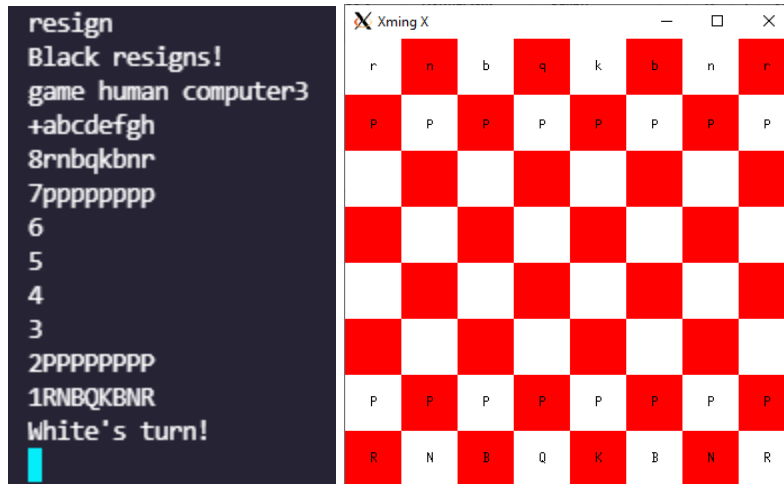 resign
Black resigns!
game human computer3
+abcdefgh
8rnbqkbnr
7pppppppp
6
5
4
3
2PPPPPPPP
1RNBQKBNR
White's turn!
Xming X
r n b q k b n r
p p p p p p p p
P P P P P P P P
R N B Q K B N R